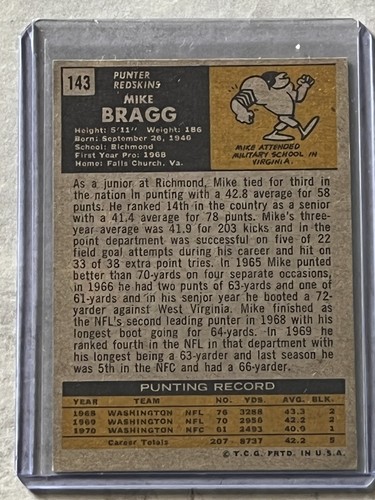 143
PUNTER
REDSKINS
MIKE
BRAGG
Height: 5'11" Weight: 186
Born: September 26, 1946
School: Richmond
First Year Pro: 1968
Home: Falls Church, Va.
MIKE ATTENDED
MILITARY SCHOOL IN
VIRGINIA.
As a junior at Richmond, Mike tied for third in
the nation in punting with a 42.8 average for 58
punts. He ranked 14th in the country as a senior
with a 41.4 average for 78 punts. Mike's three-
year average was 41.9 for 203 kicks and in the
point department was successful on five of 22
field goal attempts during his career and hit on
33 of 38 extra point tries. In 1965 Mike punted
better than 70-yards on four separate occasions,
in 1966 he had two punts of 63-yards and one of
61-yards and in his senjor year he booted a 72-
yarder against West Virginia. Mike finished as
the NFL's second leading punter in 1968 with his
longest boot going for 64-yards. In 1969 he
ranked fourth in the NFL in that department with
his longest being a 63-yarder and last season he
was 5th in the NFC and had a 66-yarder.
PUNTING RECORD
YEAR TEAM NO. YDS. AVG. BLK.
1968 WASHINGTON NFL 76 3288 43.3 2
1969 WASHINGTON NFL 70 2956 42.2 2
1970 WASHINGTON NFC 61 2493 40.9 1
Career Totals 207 8737 42.2 5
© T.C.G. PRTD. IN U.S.A.